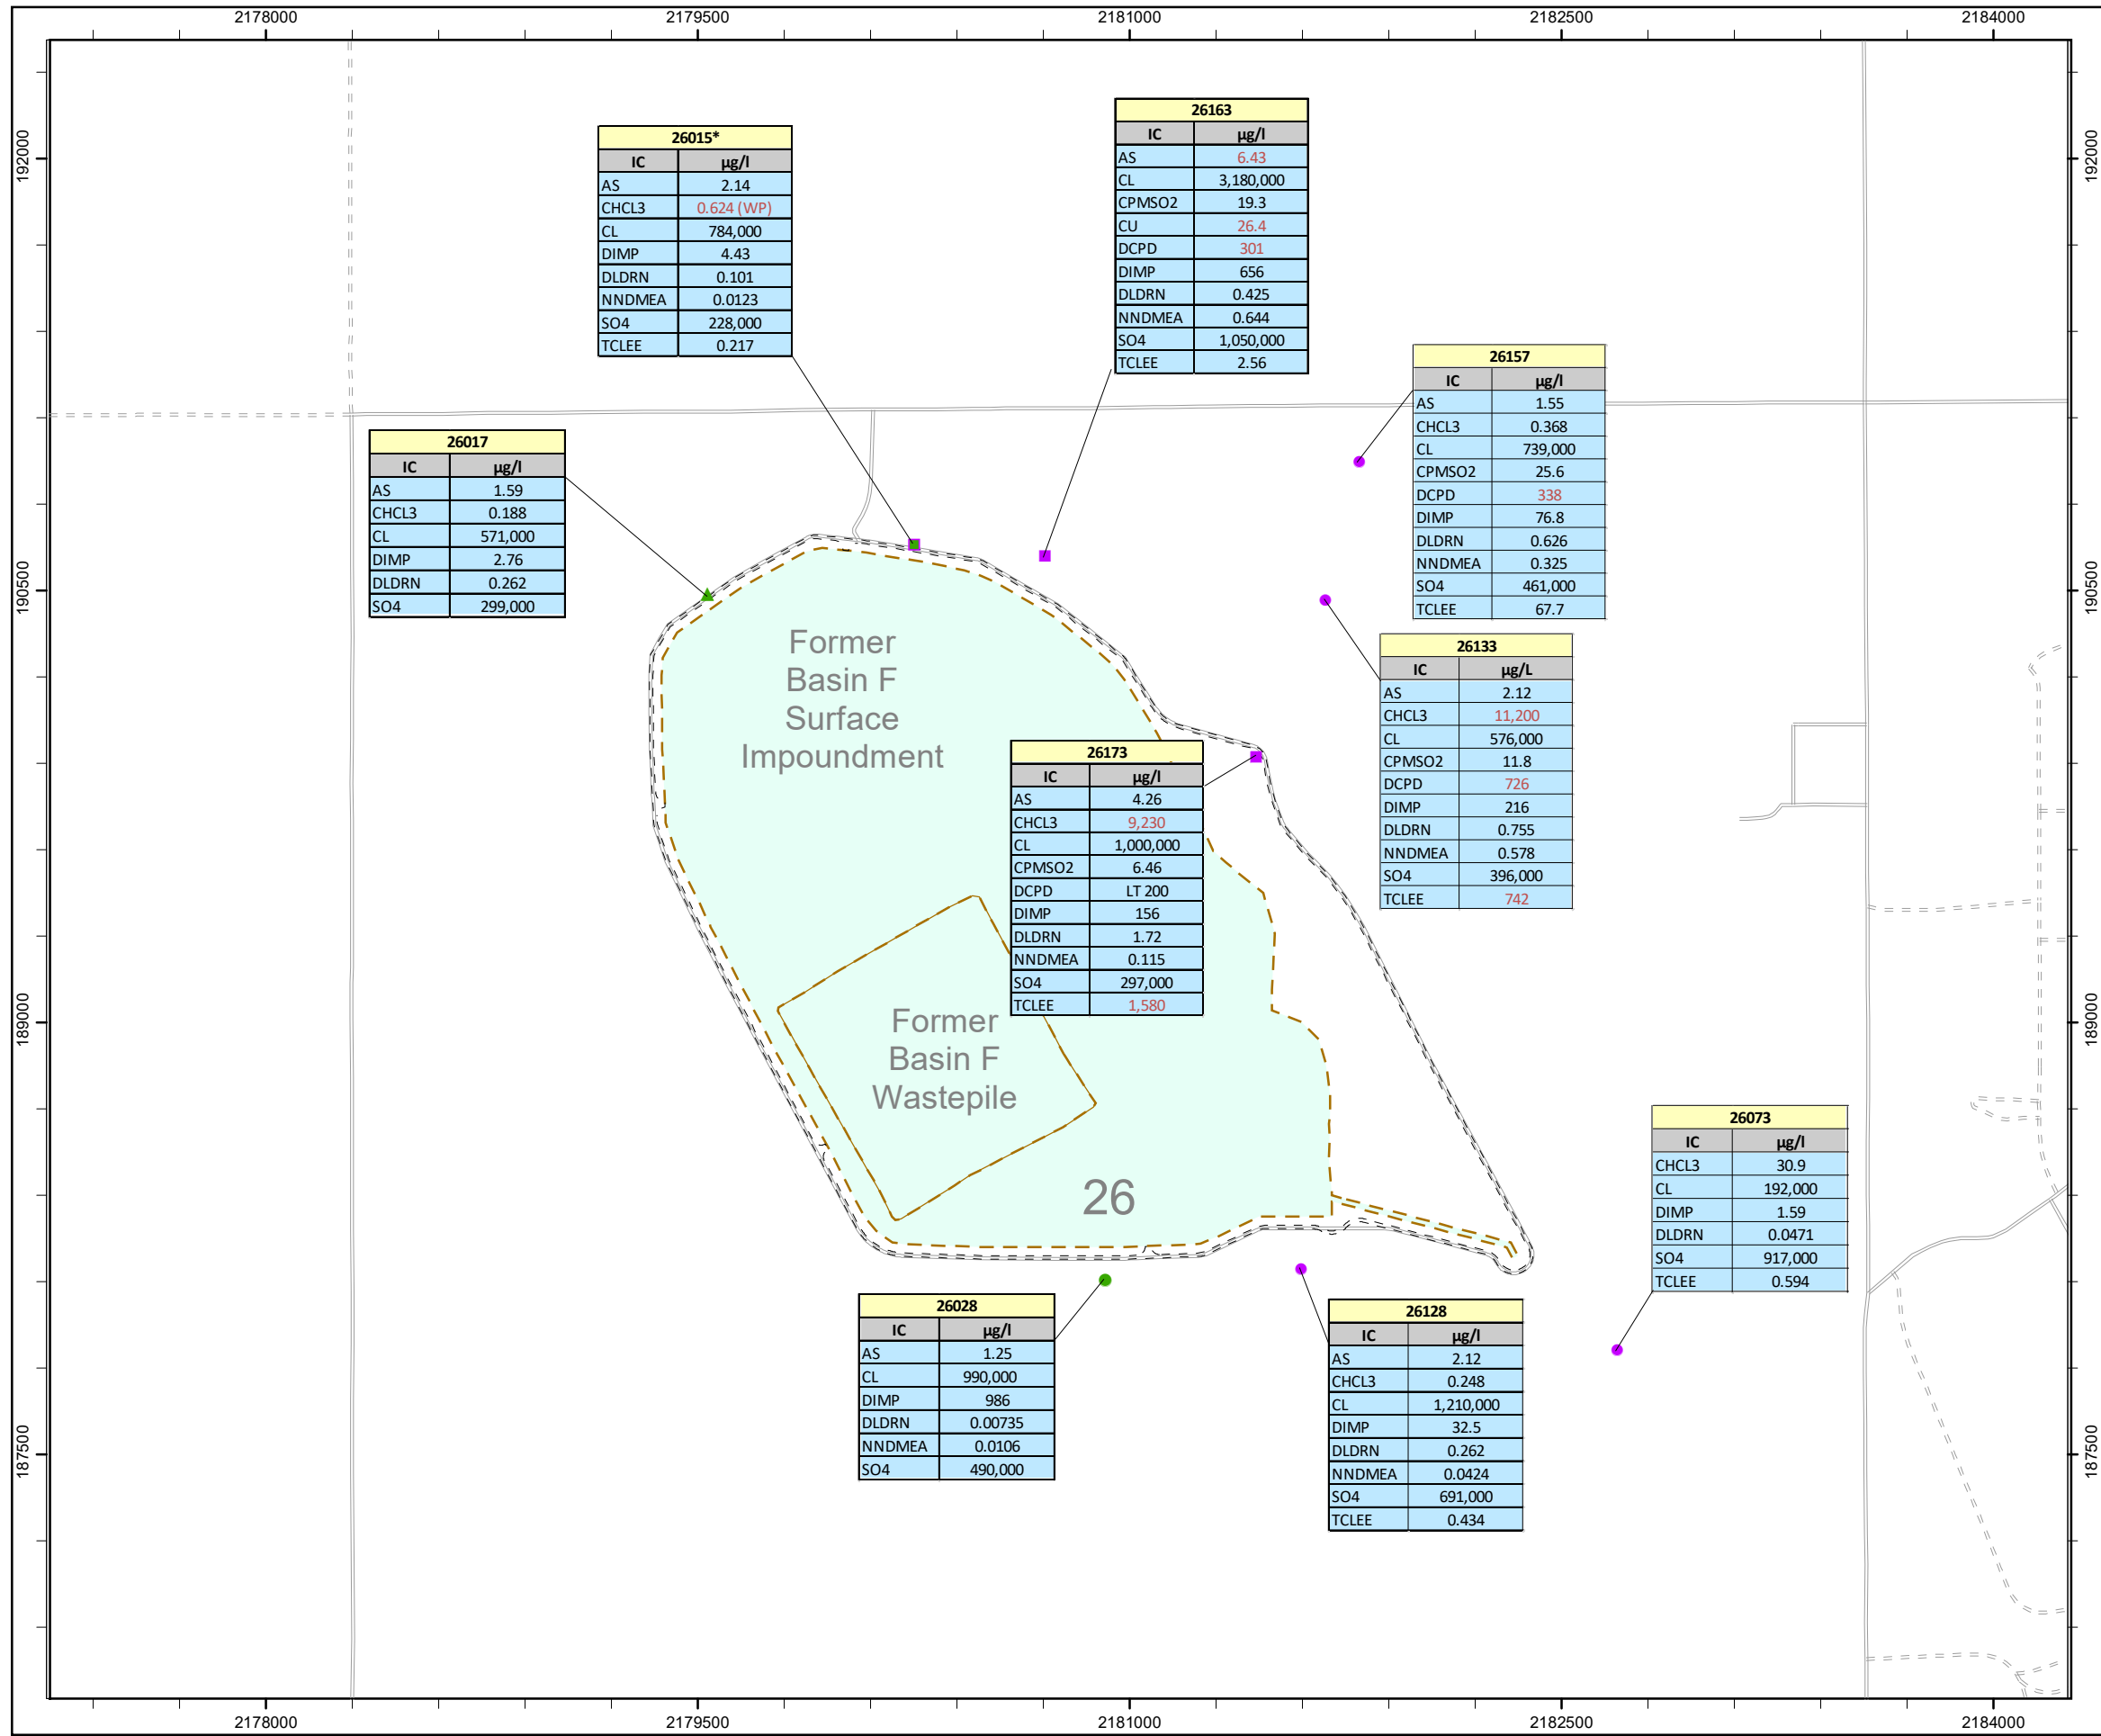 2178000 2179500 2181000 2182500 2184000
192000
190500
189000
187500
192000
190500
189000
187500
26015*
IC µg/l
AS 2.14
CHCL3 0.624 (WP)
CL 784,000
DIMP 4.43
DLDRN 0.101
NNDMEA 0.0123
SO4 228,000
TCLEE 0.217
26163
IC µg/l
AS 6.43
CL 3,180,000
CPMSO2 19.3
CU 26.4
DCPD 301
DIMP 656
DLDRN 0.425
NNDMEA 0.644
SO4 1,050,000
TCLEE 2.56
26157
IC µg/l
AS 1.55
CHCL3 0.368
CL 739,000
CPMSO2 25.6
DCPD 338
DIMP 76.8
DLDRN 0.626
NNDMEA 0.325
SO4 461,000
TCLEE 67.7
26017
IC µg/l
AS 1.59
CHCL3 0.188
CL 571,000
DIMP 2.76
DLDRN 0.262
SO4 299,000
26133
IC µg/L
AS 2.12
CHCL3 11,200
CL 576,000
CPMSO2 11.8
DCPD 726
DIMP 216
DLDRN 0.755
NNDMEA 0.578
SO4 396,000
TCLEE 742
Former
Basin F
Surface
Impoundment
26173
IC µg/l
AS 4.26
CHCL3 9,230
CL 1,000,000
CPMSO2 6.46
DCPD LT 200
DIMP 156
DLDRN 1.72
NNDMEA 0.115
SO4 297,000
TCLEE 1,580
Former
Basin F
Wastepile
26
26073
IC µg/l
CHCL3 30.9
CL 192,000
DIMP 1.59
DLDRN 0.0471
SO4 917,000
TCLEE 0.594
26028
IC µg/l
AS 1.25
CL 990,000
DIMP 986
DLDRN 0.00735
NNDMEA 0.0106
SO4 490,000
26128
IC µg/l
AS 2.12
CHCL3 0.248
CL 1,210,000
DIMP 32.5
DLDRN 0.262
NNDMEA 0.0424
SO4 691,000
TCLEE 0.434
2178000 2179500 2181000 2182500 2184000